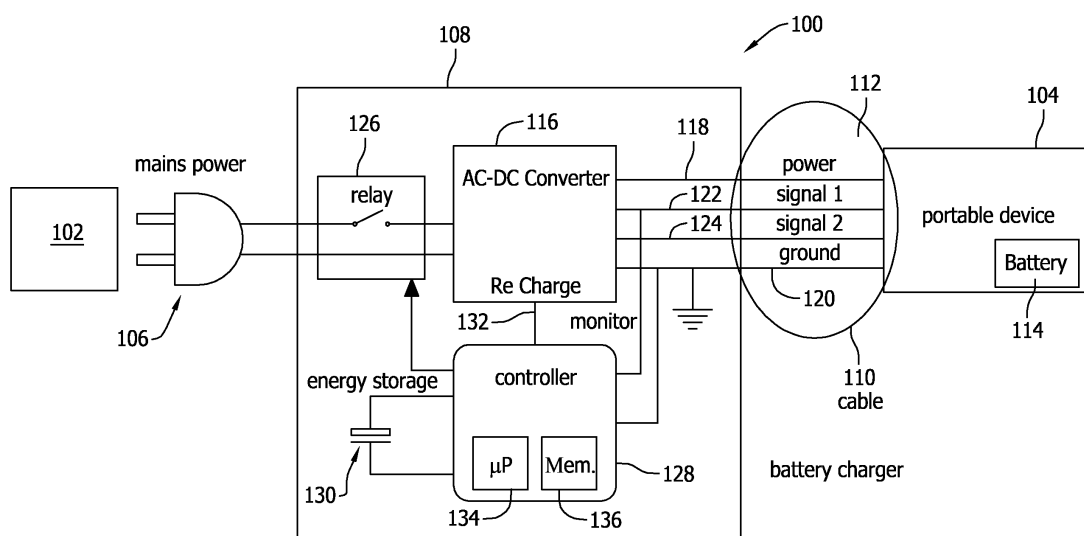 100
108
112
126
116
118
104
mains power
AC-DC Converter
power
relay
122
signal 1
portable device
102
124
signal 2
ground
Battery
Re Charge
120
132
monitor
114
106
energy storage
controller
110
cable
μP
Mem.
128
battery charger
130
134
136